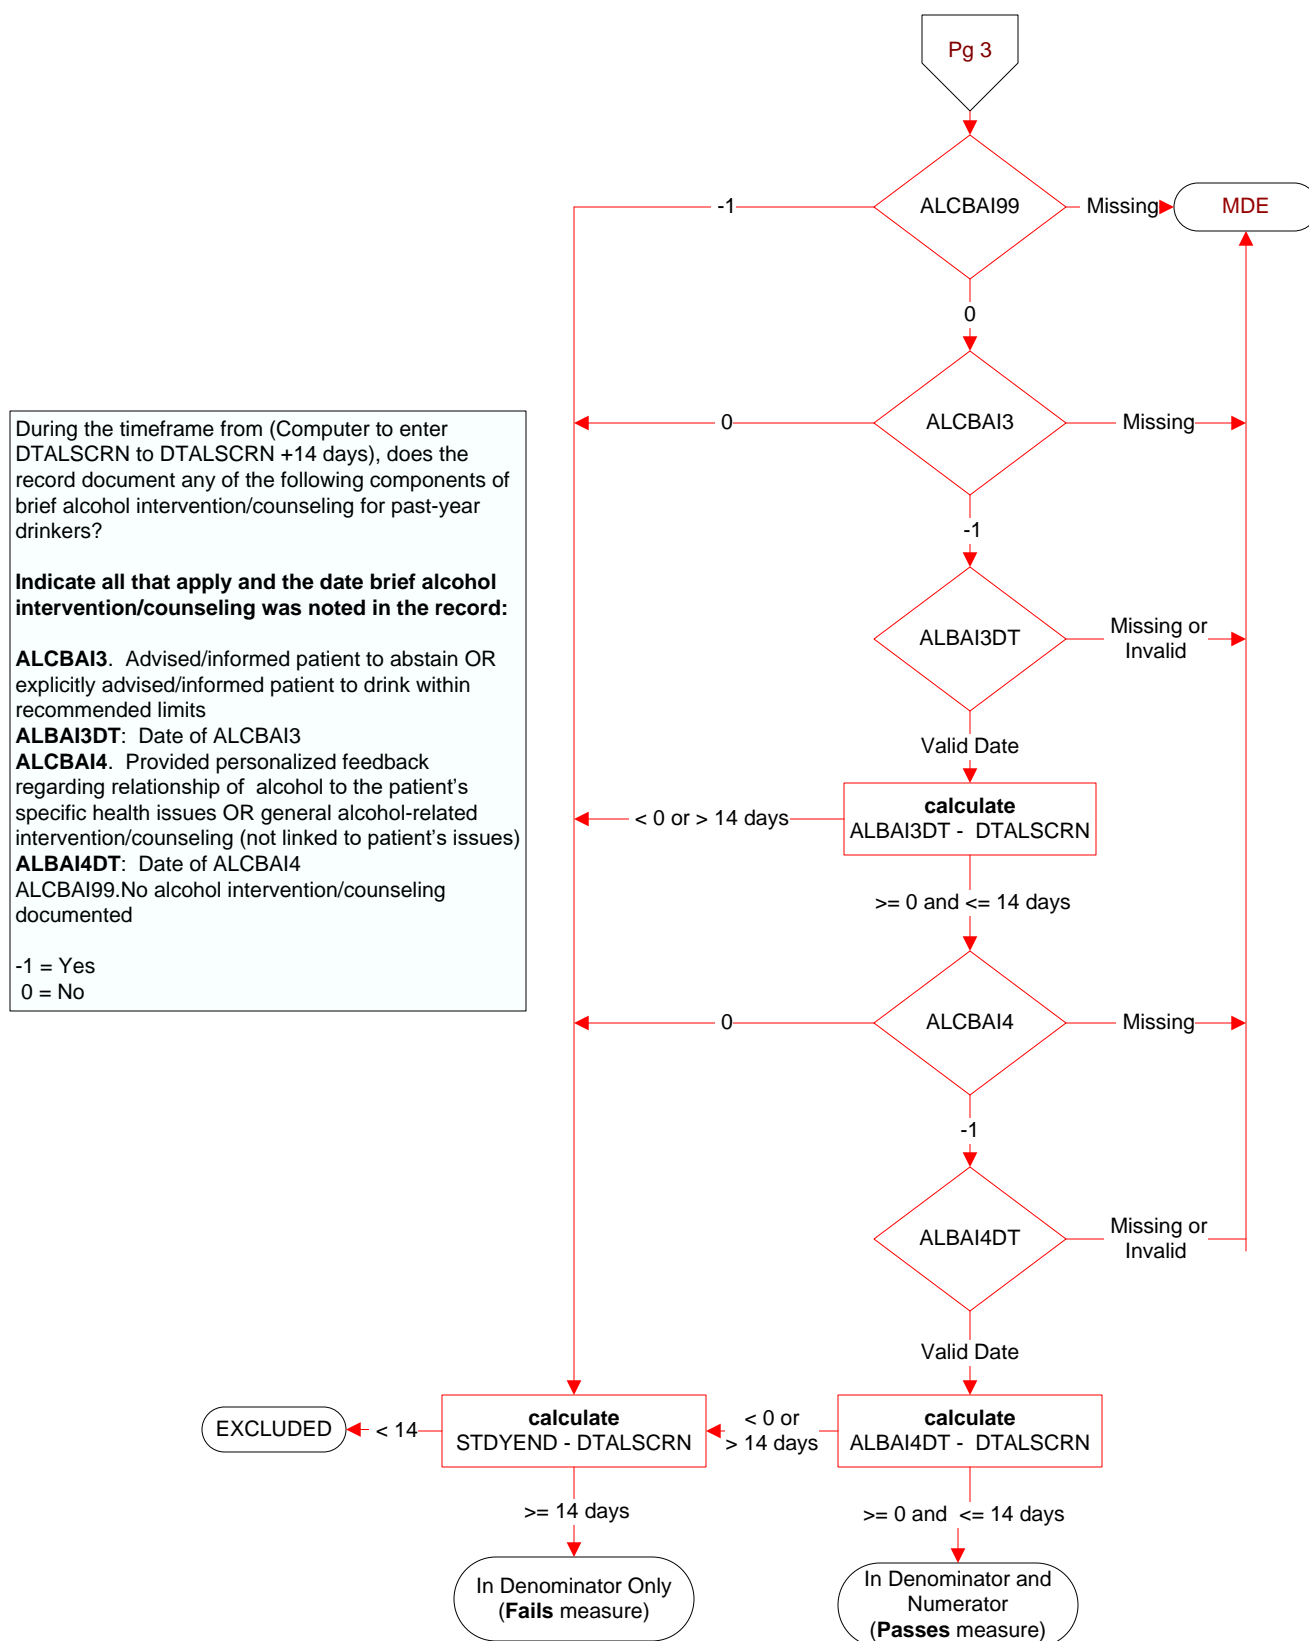 Pg 3
ALCBAI99
-1
Missing
MDE
0
ALCBAI3
0
Missing
-1
During the timeframe from (Computer to enter
DTALSCRN to DTALSCRN +14 days), does the
record document any of the following components of
brief alcohol intervention/counseling for past-year
drinkers?
Indicate all that apply and the date brief alcohol
intervention/counseling was noted in the record:
ALCBAI3.  Advised/informed patient to abstain OR
explicitly advised/informed patient to drink within
recommended limits
ALBAI3DT:  Date of ALCBAI3
ALCBAI4.  Provided personalized feedback
regarding relationship of  alcohol to the patient's
specific health issues OR general alcohol-related
intervention/counseling (not linked to patient's issues)
ALBAI4DT:  Date of ALCBAI4
ALCBAI99.No alcohol intervention/counseling
documented
-1 = Yes
0 = No
ALBAI3DT
Missing or
Invalid
Valid Date
calculate
ALBAI3DT -  DTALSCRN
< 0 or > 14 days
>= 0 and <= 14 days
ALCBAI4
0
Missing
-1
ALBAI4DT
Missing or
Invalid
Valid Date
calculate
ALBAI4DT -  DTALSCRN
< 0 or
> 14 days
calculate
STDYEND - DTALSCRN
< 14
EXCLUDED
>= 14 days
>= 0 and  <= 14 days
In Denominator Only
(Fails measure)
In Denominator and
Numerator
(Passes measure)